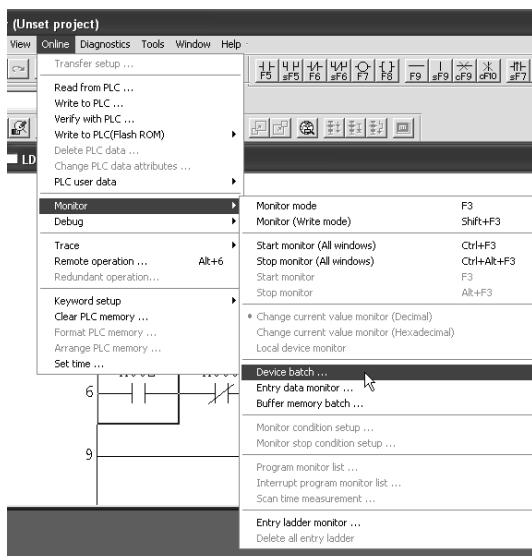 (Unset project)
View Online Diagnostics Tools Window Help
F5 sF5 F6 sF6 F7 F8 F9 sF9 cF9 cF10 sF7
Transfer setup ...
Read from PLC ...
Write to PLC ...
Verify with PLC ...
Write to PLC(Flash ROM)
Delete PLC data ...
Change PLC data attributes ...
PLC user data
LD
Monitor
Debug
Trace
Remote operation ... Alt+6
Redundant operation...
Keyword setup
Clear PLC memory ...
Format PLC memory ...
Arrange PLC memory ...
Set time ...
Monitor mode F3
Monitor (Write mode) Shift+F3
Start monitor (All windows) Ctrl+F3
Stop monitor (All windows) Ctrl+Alt+F3
Start monitor F3
Stop monitor Alt+F3
Change current value monitor (Decimal)
Change current value monitor (Hexadecimal)
Local device monitor
Device batch ...
Entry data monitor ...
Buffer memory batch ...
Monitor condition setup ...
Monitor stop condition setup ...
Program monitor list ...
Interrupt program monitor list ...
Scan time measurement ...
Entry ladder monitor ...
Delete all entry ladder
6
9